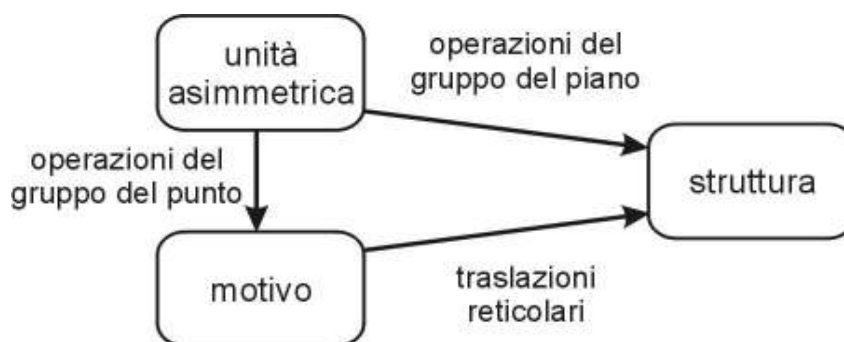 unità
asimmetrica
operazioni del
gruppo del piano
operazioni del
gruppo del punto
struttura
motivo
traslazioni
reticolari